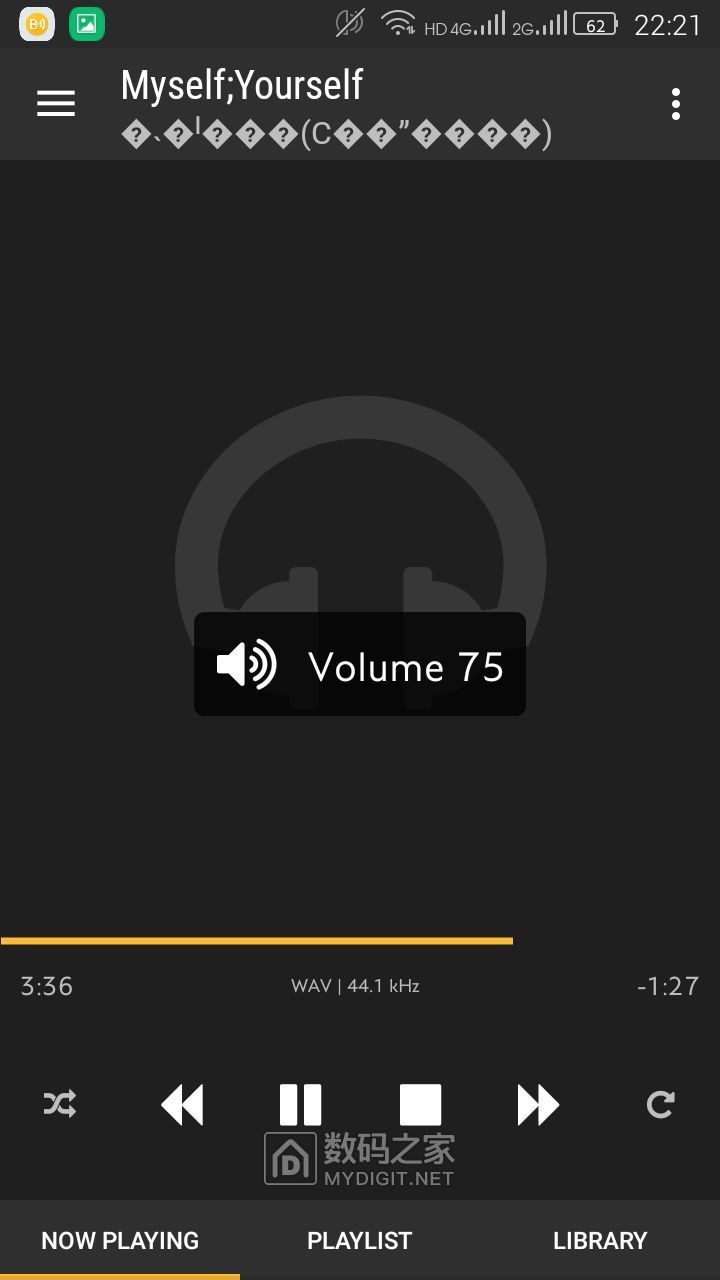 HD 4G 2G 62 22:21
Myself;Yourself
�ˎ�ꞌ���(C��”����)
Volume 75
3:36 WAV | 44.1 kHz -1:27
数码之家
MYDIGIT.NET
NOW PLAYING PLAYLIST LIBRARY